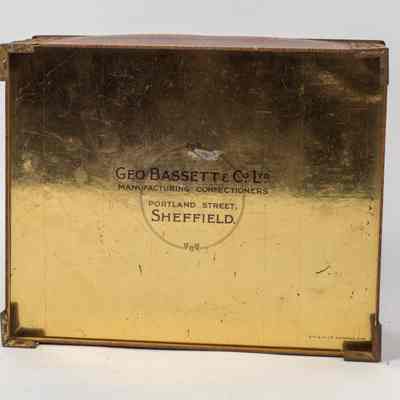 GEO BASSETT & Co. LTD
MANUFACTURING CONFECTIONERS
PORTLAND STREET,
SHEFFIELD.